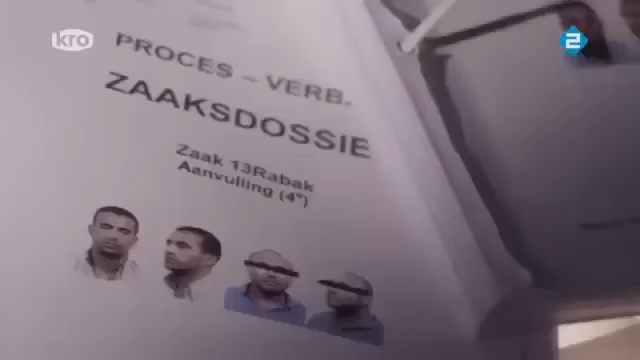 kro
2
PROCES – VERB.
ZAAKSDOSSIE
Zaak 13Rabak
Aanvulling (4°)